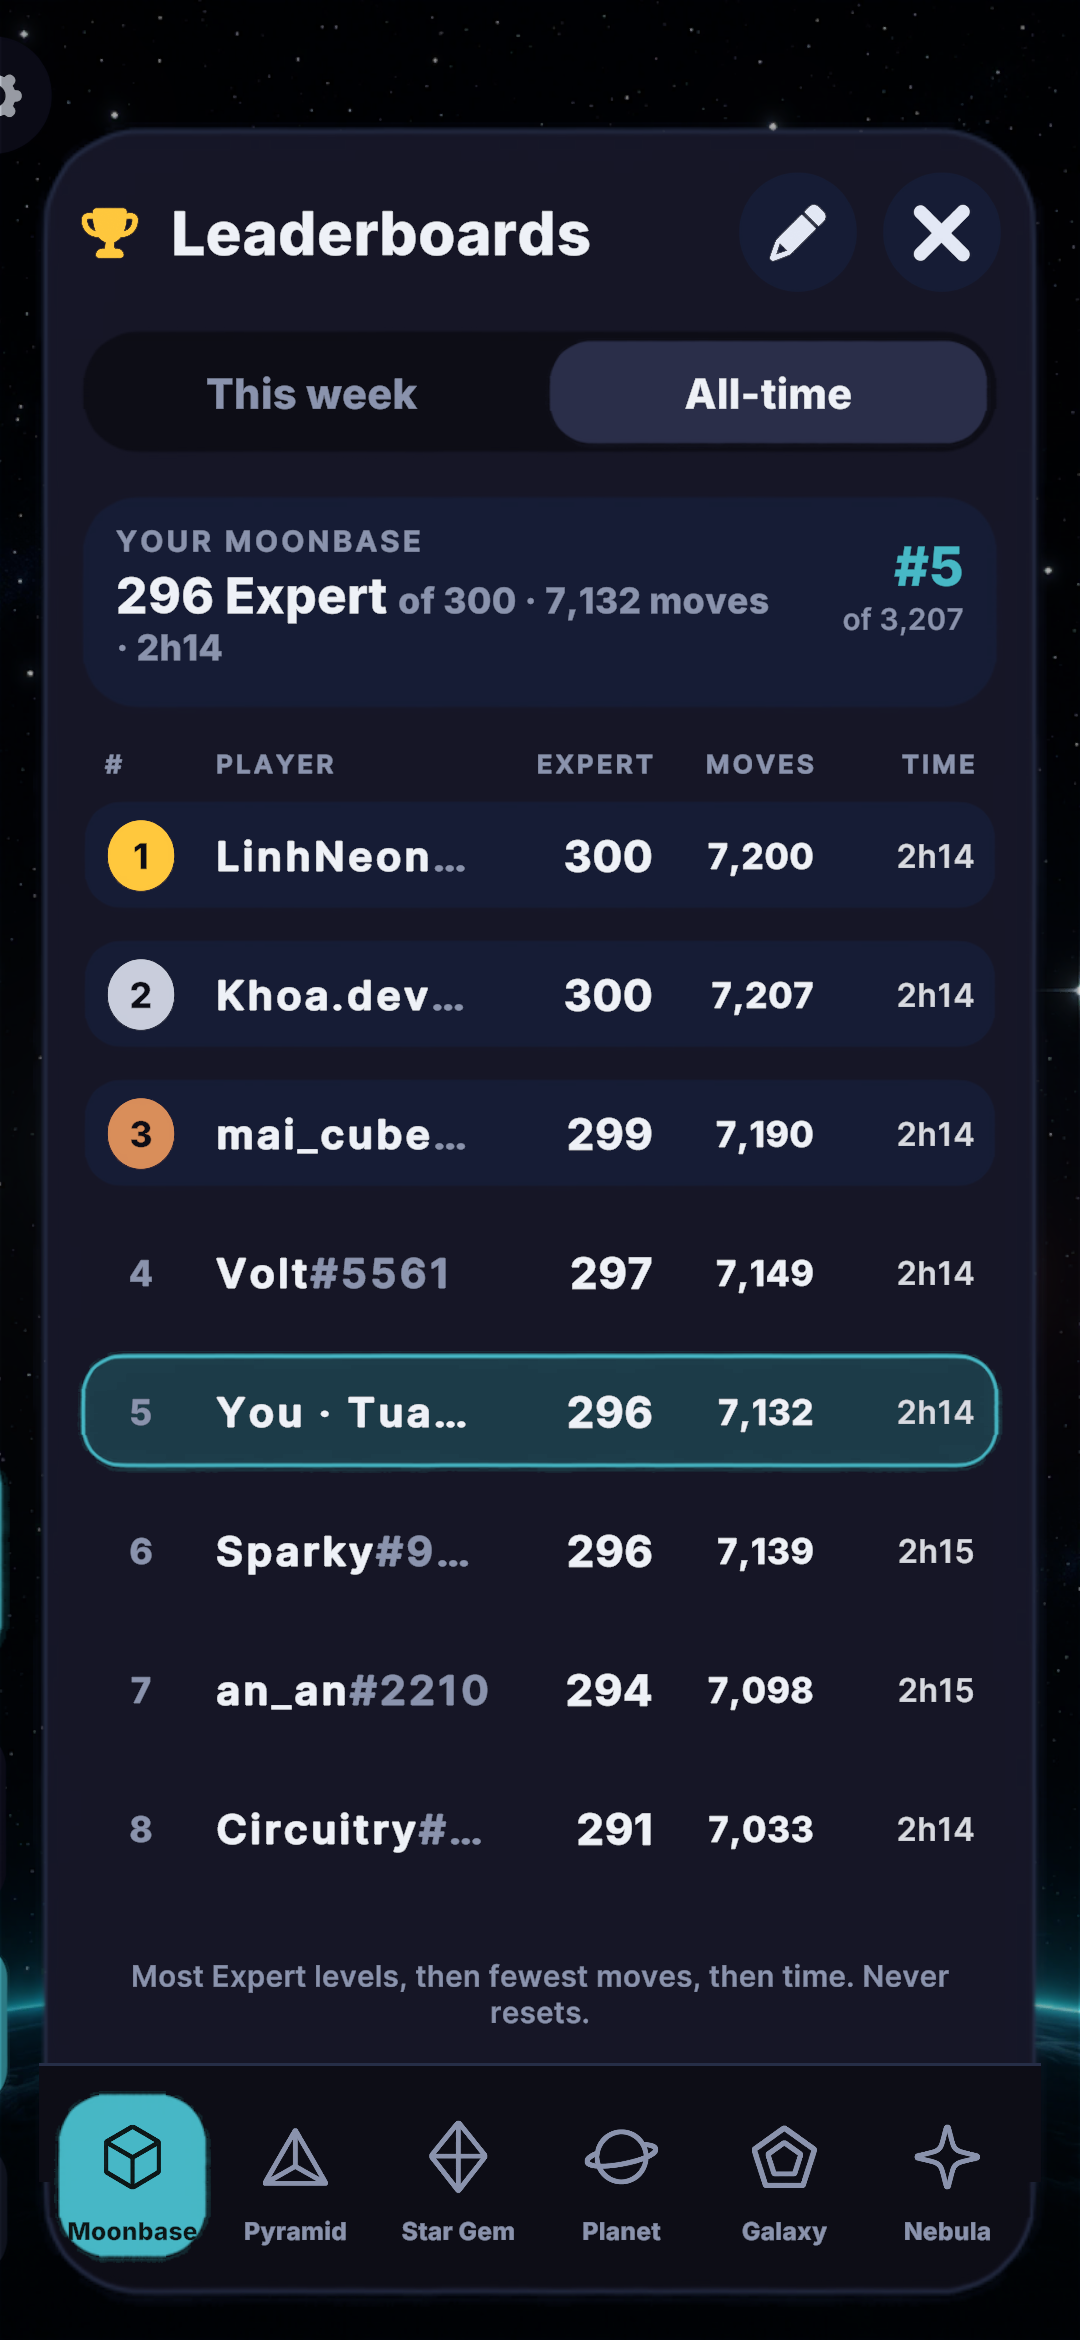 Leaderboards
This week
All-time
YOUR MOONBASE
296 Expert of 300 · 7,132 moves
· 2h14
#5
of 3,207
# PLAYER EXPERT MOVES TIME
1 LinhNeon... 300 7,200 2h14
2 Khoa.dev... 300 7,207 2h14
3 mai_cube... 299 7,190 2h14
4 Volt#5561 297 7,149 2h14
5 You · Tua... 296 7,132 2h14
6 Sparky#9... 296 7,139 2h15
7 an_an#2210 294 7,098 2h15
8 Circuitry#... 291 7,033 2h14
Most Expert levels, then fewest moves, then time. Never
resets.
Moonbase Pyramid Star Gem Planet Galaxy Nebula